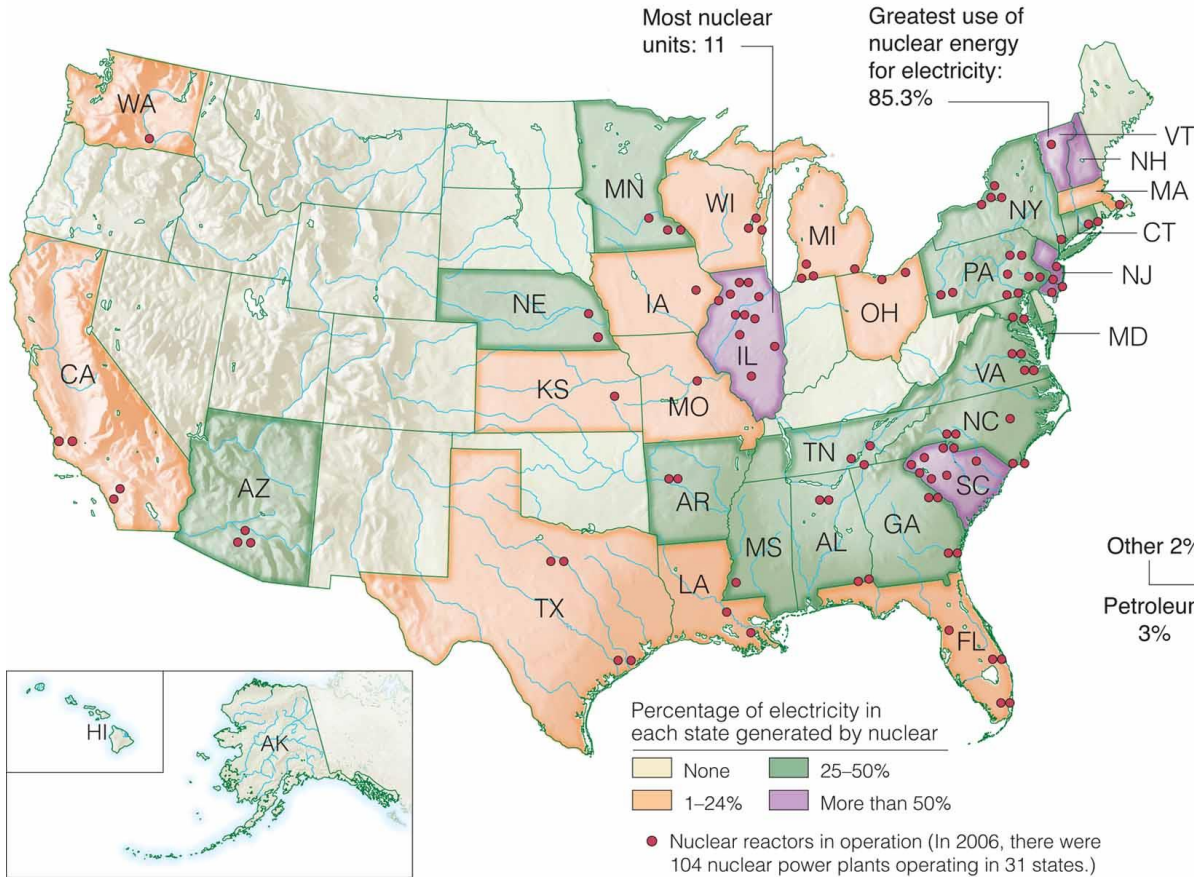 Most nuclear
units: 11
Greatest use of
nuclear energy
for electricity:
85.3%
WA
MN
WI
MI
VT
NH
MA
NY
CT
PA
NJ
NE
IA
IL
OH
MD
CA
KS
MO
VA
NC
TN
SC
AZ
AR
MS
AL
GA
TX
LA
FL
Other 2%
Petroleum
3%
HI
AK
Percentage of electricity in
each state generated by nuclear
None
25–50%
1–24%
More than 50%
Nuclear reactors in operation (In 2006, there were
104 nuclear power plants operating in 31 states.)